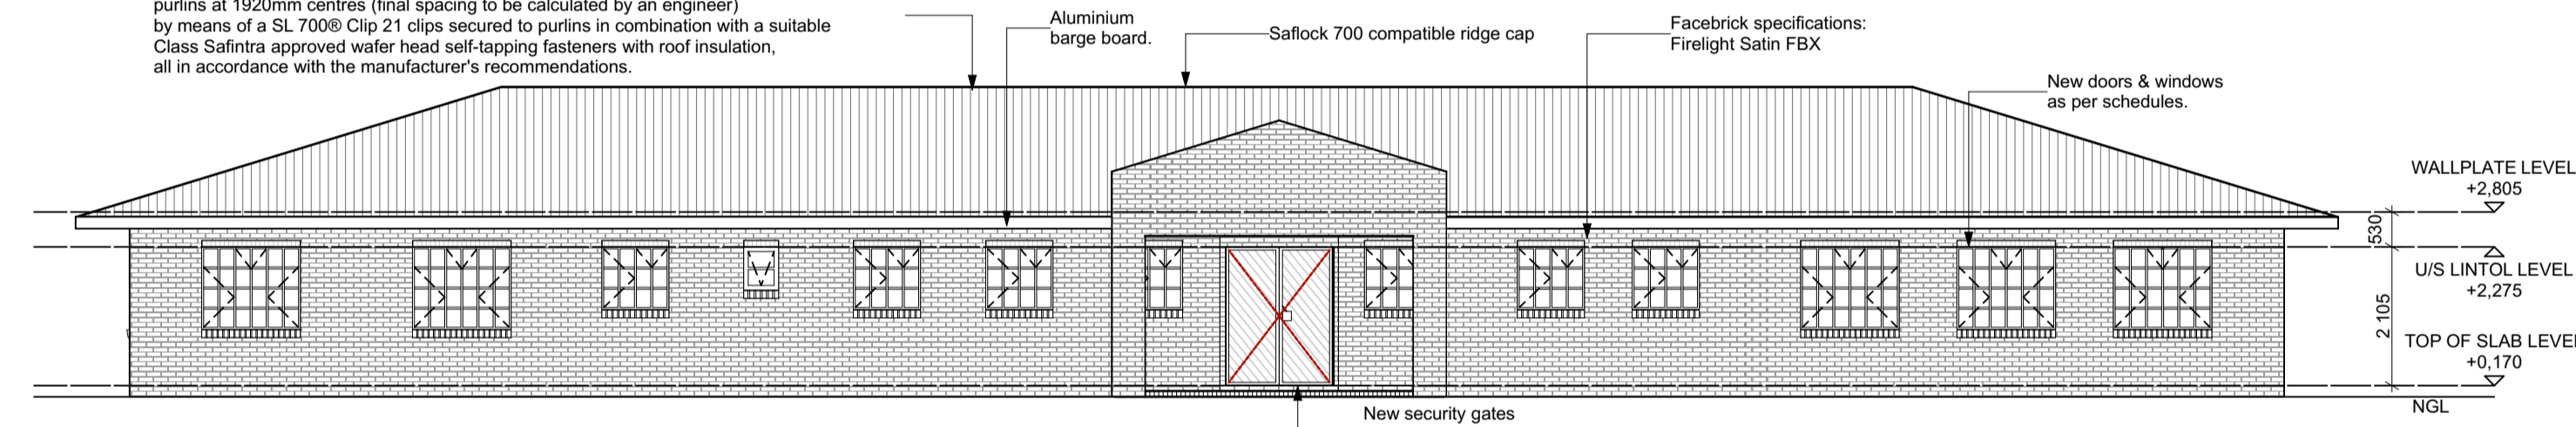 purlins at 1920mm centres (final spacing to be calculated by an engineer)
by means of a SL 700® Clip 21 clips secured to purlins in combination with a suitable
Class Safintra approved wafer head self-tapping fasteners with roof insulation,
all in accordance with the manufacturer's recommendations.
Aluminium
barge board.
Saflock 700 compatible ridge cap
Facebrick specifications:
Firelight Satin FBX
New doors & windows
as per schedules.
WALLPLATE LEVEL
+2,805
530
U/S LINTOL LEVEL
+2,275
2 105
TOP OF SLAB LEVEL
+0,170
NGL
New security gates